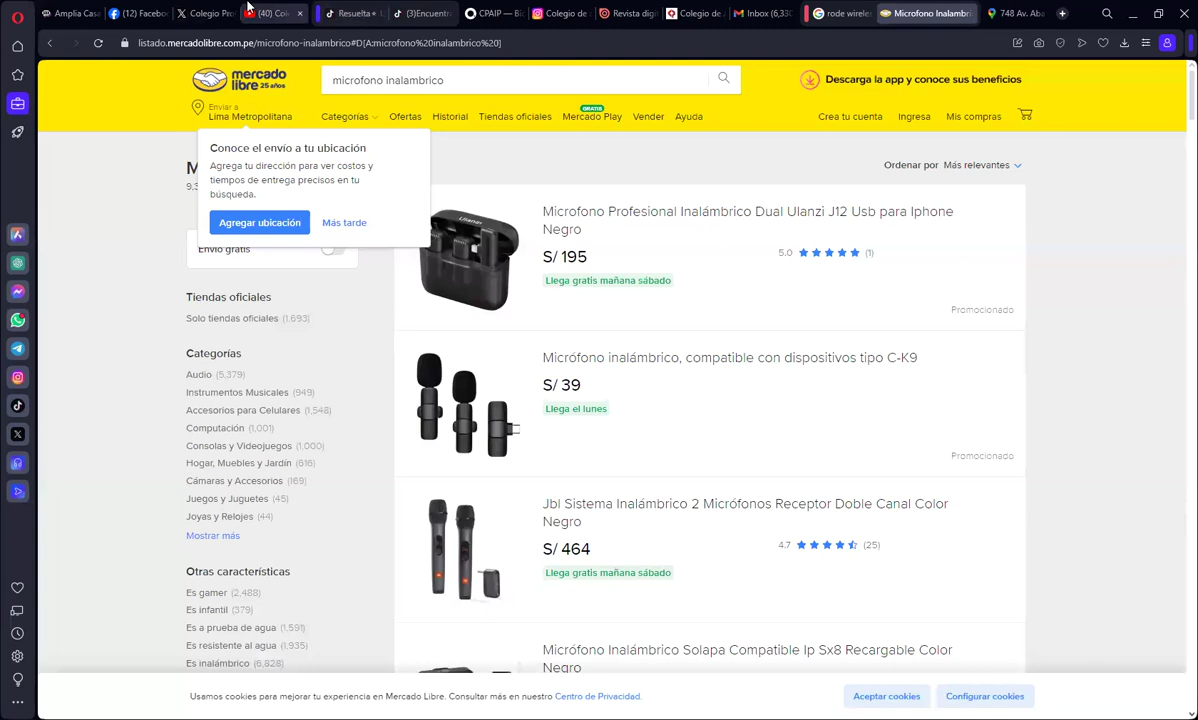 Amplia Casa
(12) Facebo
Colegio Pro
(40) Cole
Resuelta
(3)Encuentr
CPAIP — Bi
Colegio de a
Revista digit
Colegio de A
Inbox (6,330
rode wireles
Microfono Inalámbri
748 Av. Aba
listado.mercadolibre.com.pe/microfono-inalambrico#D[A:microfono%20inalambrico%20]
mercado
libre
25 años
microfono inalambrico
Descarga la app y conoce sus beneficios
Enviar a
Lima Metropolitana
Categorías
Ofertas
Historial
Tiendas oficiales
GRATIS
Mercado Play
Vender
Ayuda
Crea tu cuenta
Ingresa
Mis compras
Conoce el envío a tu ubicación
Agrega tu dirección para ver costos y
tiempos de entrega precisos en tu
búsqueda.
Agregar ubicación
Más tarde
Envío gratis
Ordenar por Más relevantes
Tiendas oficiales
Solo tiendas oficiales (1,693)
Categorías
Audio (5,379)
Instrumentos Musicales (949)
Accesorios para Celulares (1,548)
Computación (1,001)
Consolas y Videojuegos (1,000)
Hogar, Muebles y Jardín (616)
Cámaras y Accesorios (169)
Juegos y Juguetes (45)
Joyas y Relojes (44)
Mostrar más
Otras características
Es gamer (2,488)
Es infantil (379)
Es a prueba de agua (1,591)
Es resistente al agua (1,935)
Es inalámbrico (6,828)
Ulanzi
Microfono Profesional Inalámbrico Dual Ulanzi J12 Usb para Iphone
Negro
S/ 195
5.0 (1)
Llega gratis mañana sábado
Promocionado
Micrófono inalámbrico, compatible con dispositivos tipo C-K9
S/ 39
Llega el lunes
Promocionado
Jbl Sistema Inalámbrico 2 Micrófonos Receptor Doble Canal Color
Negro
S/ 464
4.7 (25)
Llega gratis mañana sábado
Micrófono Inalámbrico Solapa Compatible Ip Sx8 Recargable Color
Negro
Usamos cookies para mejorar tu experiencia en Mercado Libre. Consultar más en nuestro Centro de Privacidad.
Aceptar cookies
Configurar cookies